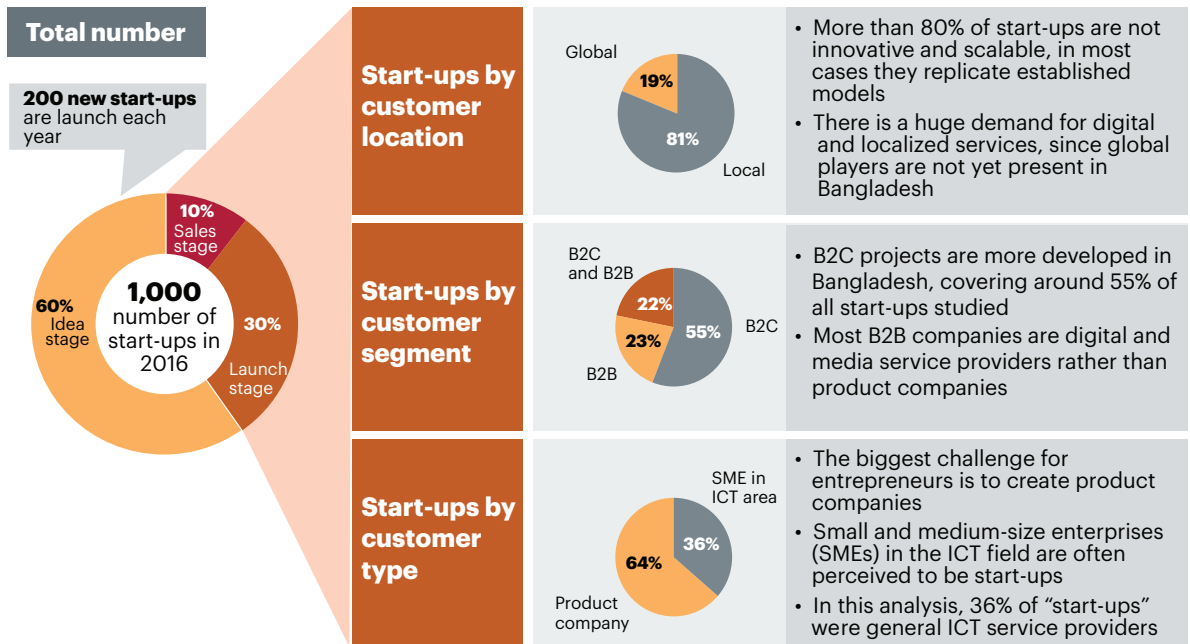 Total number
200 new start-ups
are launch each
year
10%
Sales
stage
60%
Idea
stage
1,000
number of
start-ups in
2016
30%
Launch
stage
Start-ups by
customer
location
Global
19%
81%
Local
• More than 80% of start-ups are not
innovative and scalable, in most
cases they replicate established
models
• There is a huge demand for digital
and localized services, since global
players are not yet present in
Bangladesh
Start-ups by
customer
segment
B2C
and B2B
22%
55%
B2C
23%
B2B
• B2C projects are more developed in
Bangladesh, covering around 55% of
all start-ups studied
• Most B2B companies are digital and
media service providers rather than
product companies
Start-ups by
customer
type
SME in
ICT area
36%
64%
Product
company
• The biggest challenge for
entrepreneurs is to create product
companies
• Small and medium-size enterprises
(SMEs) in the ICT field are often
perceived to be start-ups
• In this analysis, 36% of “start-ups”
were general ICT service providers